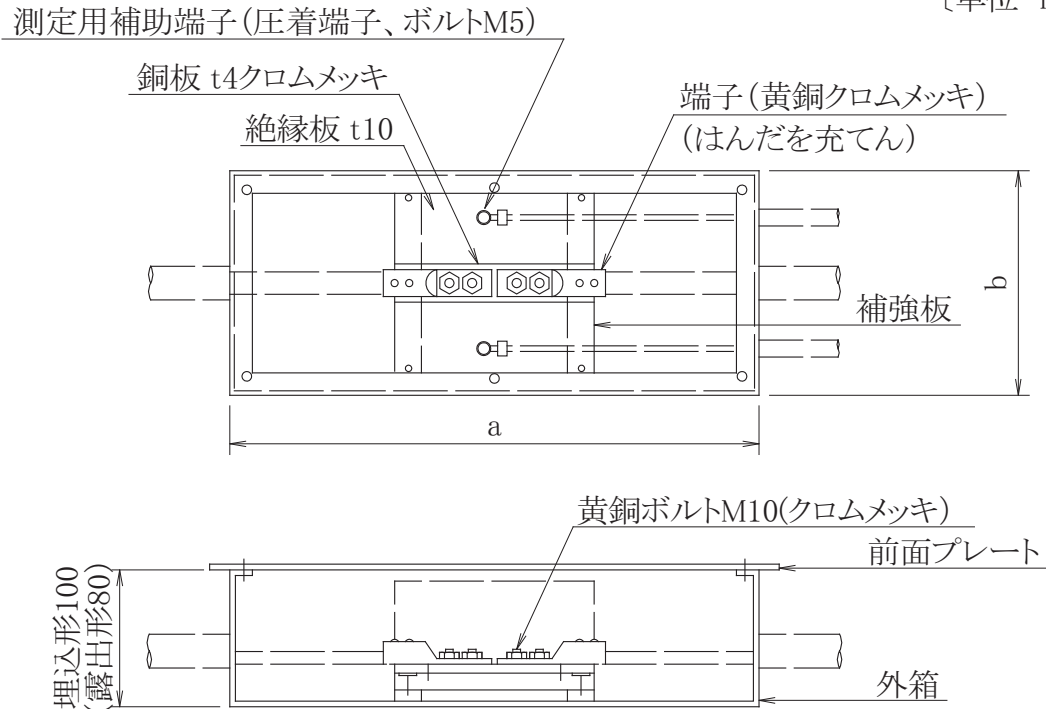 〔単位
測定用補助端子(圧着端子、ボルトM5)
銅板 t4クロムメッキ
絶縁板 t10
端子(黄銅クロムメッキ)
(はんだを充てん)
補強板
b
a
黄銅ボルトM10(クロムメッキ)
前面プレート
埋込形100
(露出形80)
外箱